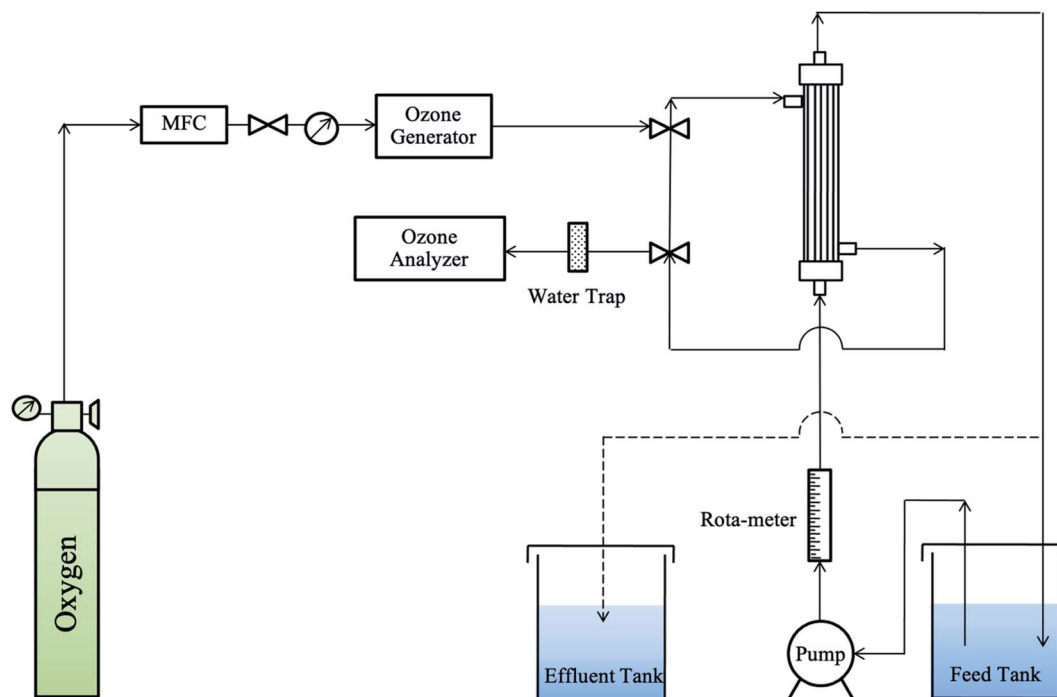 MFC
Ozone
Generator
Ozone
Analyzer
Water Trap
Oxygen
Rota-meter
Effluent Tank
Pump
Feed Tank